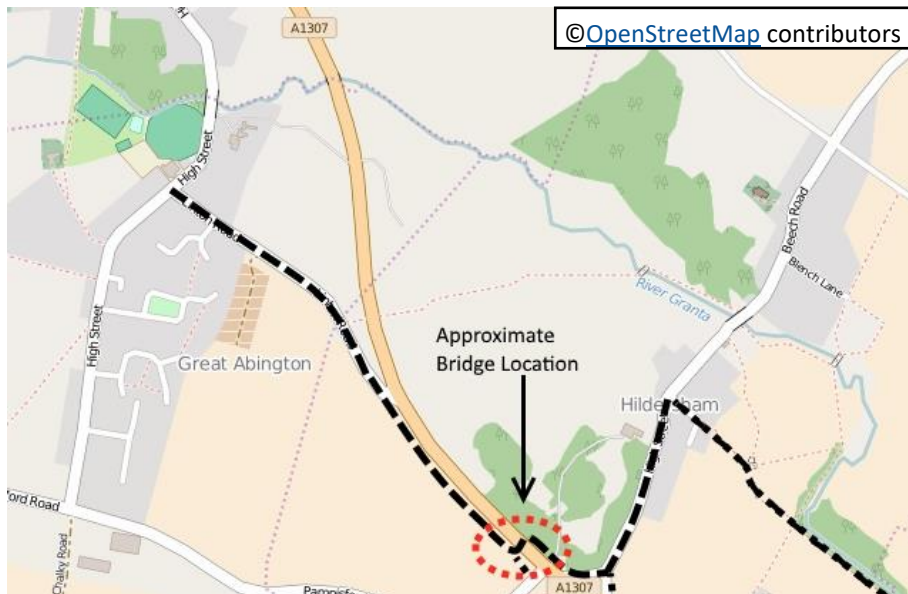 A1307
©OpenStreetMap contributors
High Street
High Street
Beech Road
Blench Lane
River Granta
Approximate
Bridge Location
Great Abington
Hildersham
Chalky Road
A1307